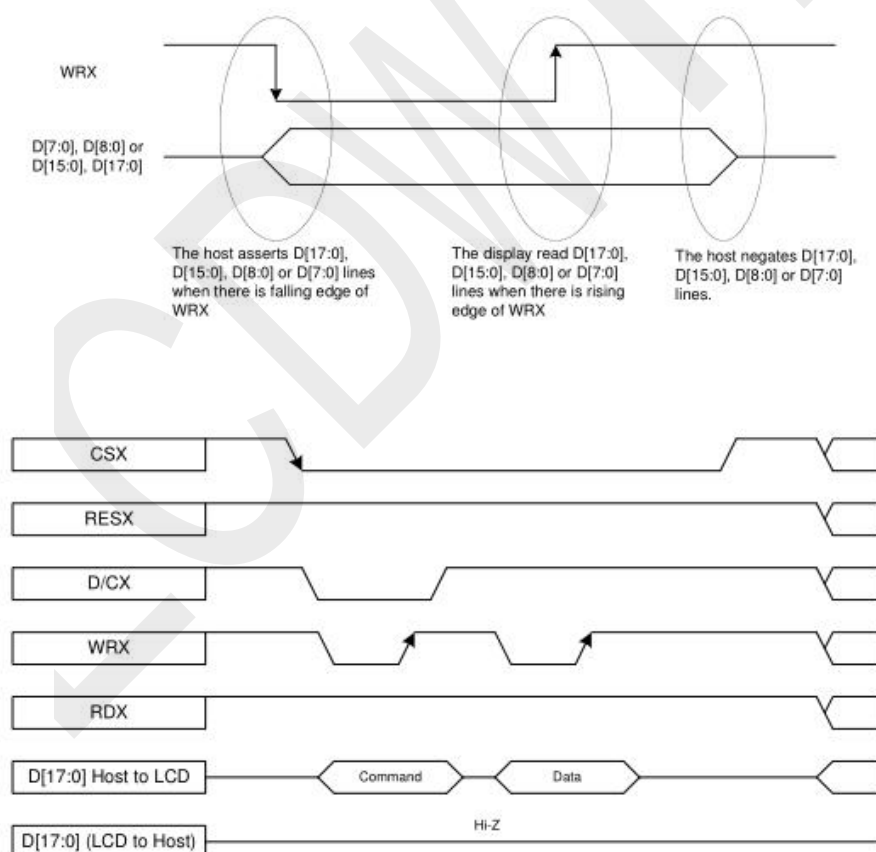 WRX
D[7:0], D[8:0] or
D[15:0], D[17:0]
The host asserts D[17:0],
D[15:0], D[8:0] or D[7:0] lines
when there is falling edge of
WRX
The display read D[17:0],
D[15:0], D[8:0] or D[7:0]
lines when there is rising
edge of WRX
The host negates D[17:0],
D[15:0], D[8:0] or D[7:0]
lines.
CSX
RESX
D/CX
WRX
RDX
D[17:0] Host to LCD
Command
Data
D[17:0] (LCD to Host)
Hi-Z